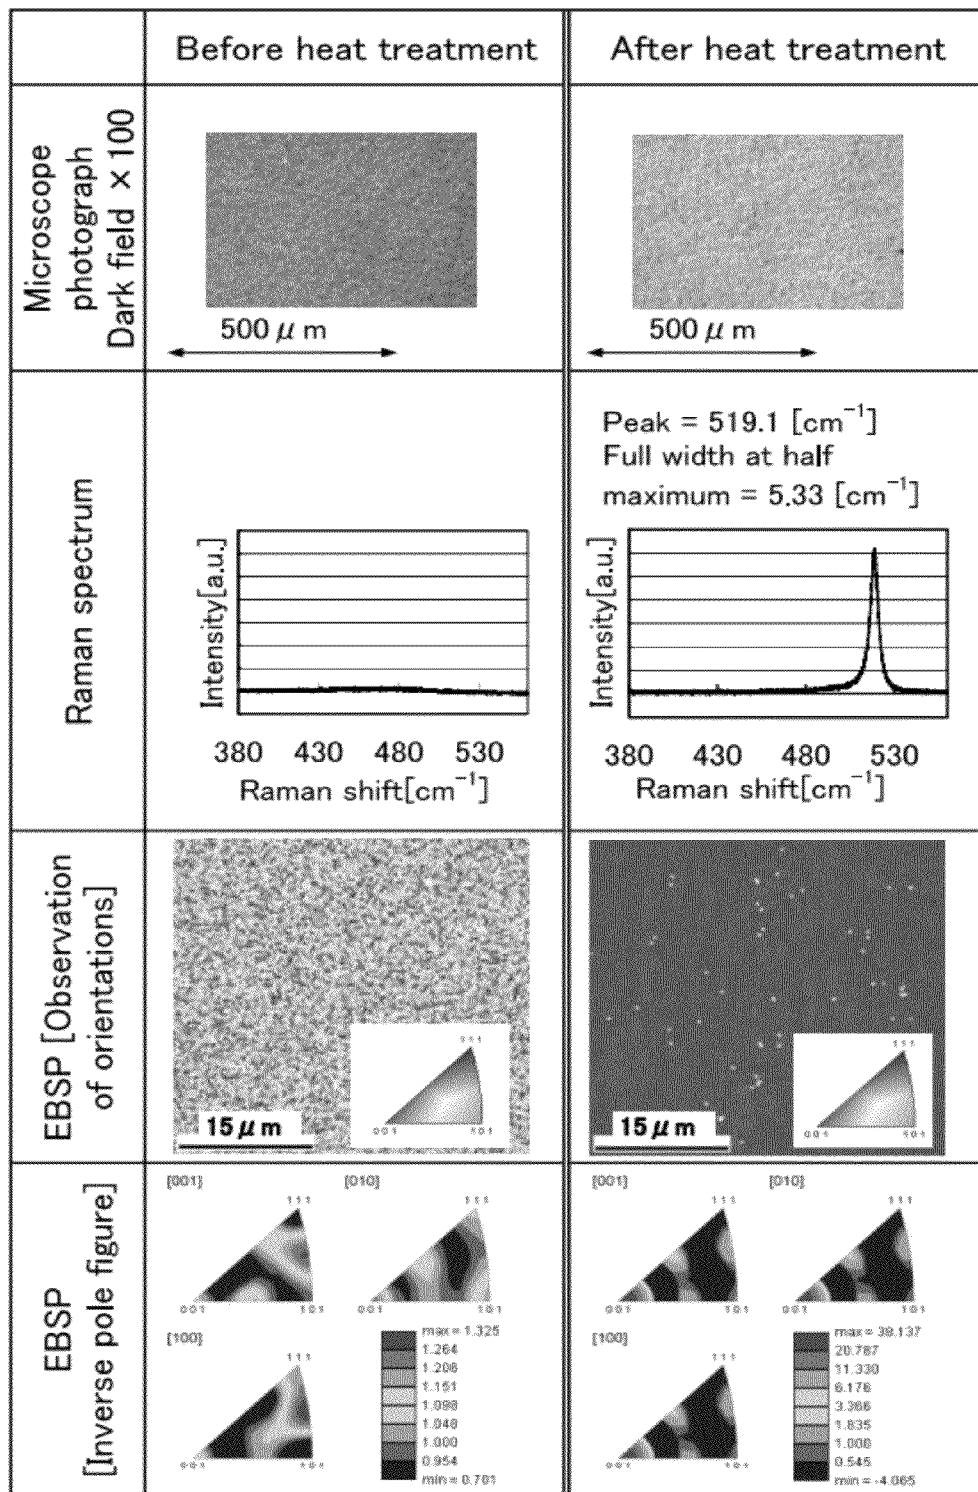 Before heat treatment
After heat treatment
Microscope
photograph
Dark field ×100
500 μm
500 μm
Raman spectrum
Intensity[a.u.]
380 430 480 530
Raman shift[cm⁻¹]
Peak = 519.1 [cm⁻¹]
Full width at half
maximum = 5.33 [cm⁻¹]
Intensity[a.u.]
380 430 480 530
Raman shift[cm⁻¹]
EBSP [Observation
of orientations]
111
001
101
15μm
111
001
101
15μm
EBSP
[Inverse pole figure]
[001]
111
001
101
[010]
111
001
101
[100]
111
001
101
max = 1.325
1.264
1.206
1.151
1.098
1.048
1.000
0.954
min = 0.701
[001]
111
001
101
[010]
111
001
101
[100]
111
001
101
max = 38.137
20.787
11.330
6.176
3.366
1.835
1.000
0.545
min = -4.065